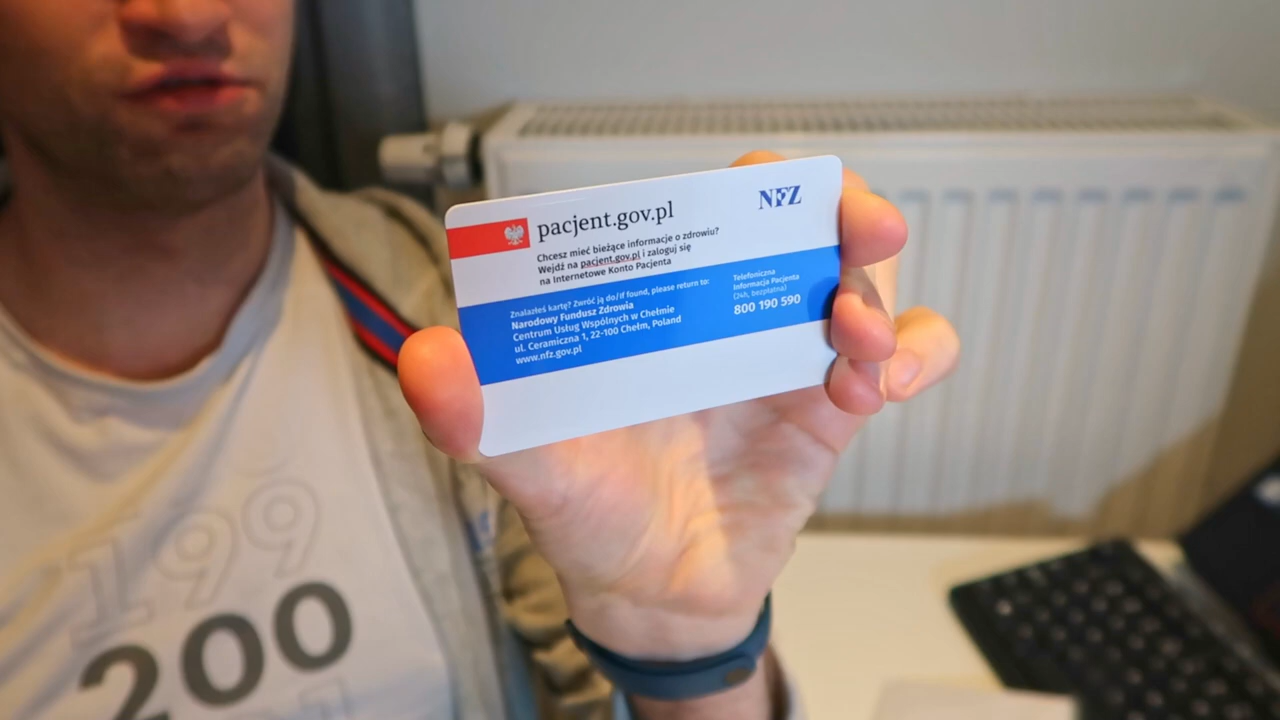 pacjent.gov.pl
NFZ
Chcesz mieć bieżące informacje o zdrowiu?
Wejdź na pacjent.gov.pl i zaloguj się
na Internetowe Konto Pacjenta
Znalazłeś kartę? Zwróć ją do/If found, please return to:
Narodowy Fundusz Zdrowia
Centrum Usług Wspólnych w Chełmie
ul. Ceramiczna 1, 22-100 Chełm, Poland
www.nfz.gov.pl
Telefoniczna
Informacja Pacjenta
(24h, bezpłatna)
800 190 590
199
200